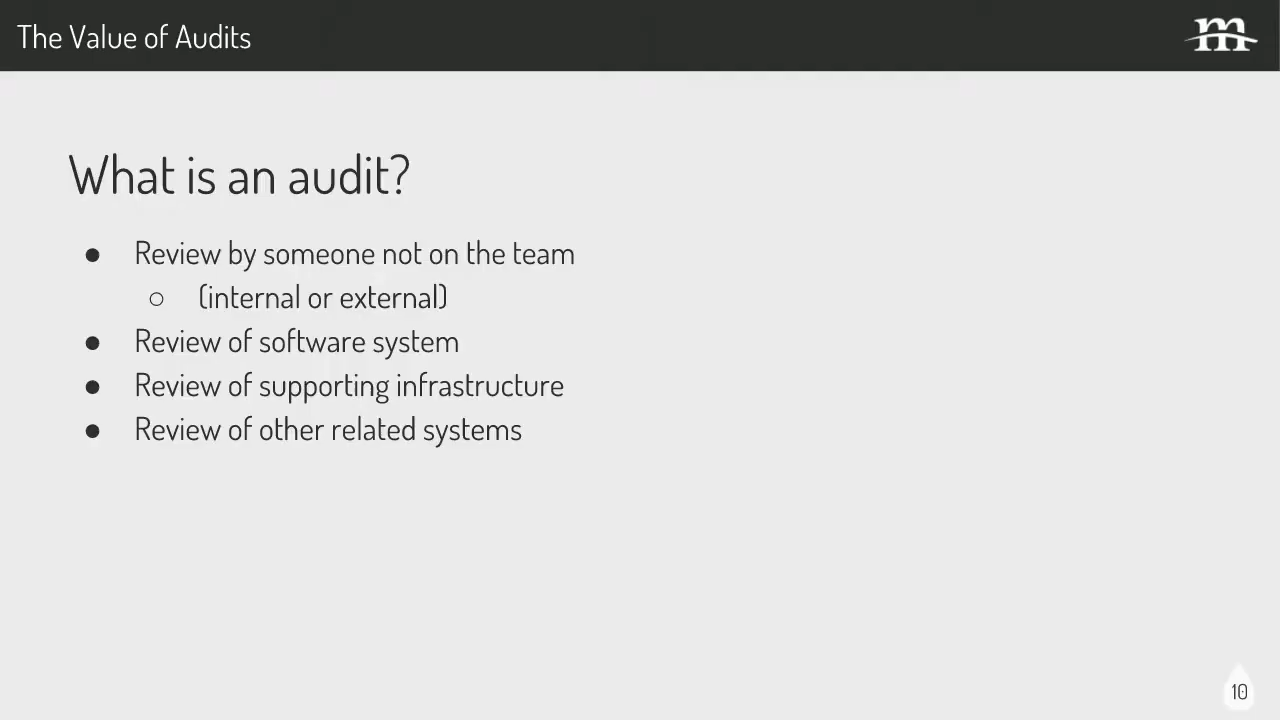 The Value of Audits
m
What is an audit?
● Review by someone not on the team
○ (internal or external)
● Review of software system
● Review of supporting infrastructure
● Review of other related systems
10